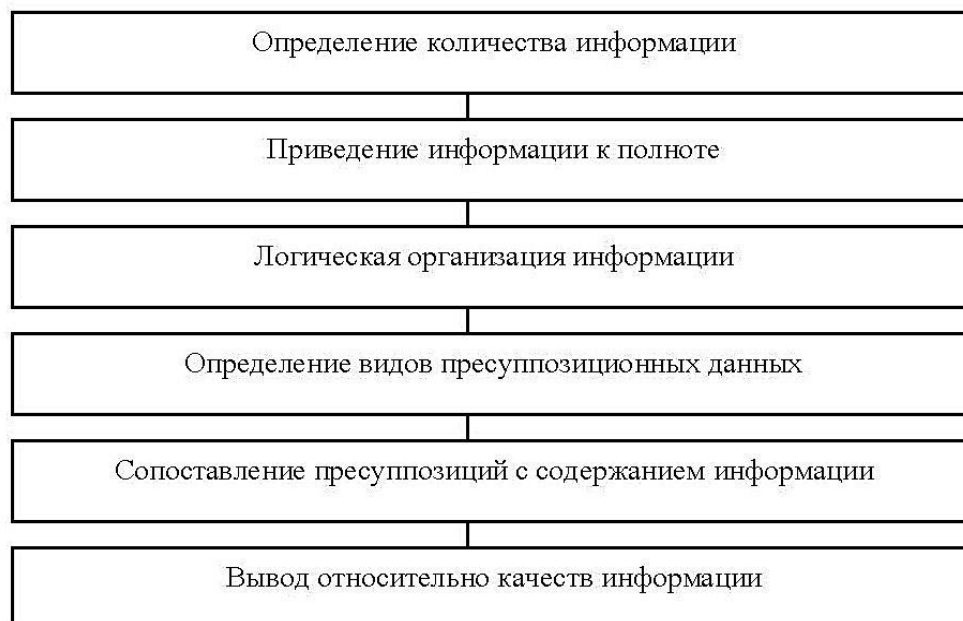 Определение количества информации
Приведение информации к полноте
Логическая организация информации
Определение видов пресуппозиционных данных
Сопоставление пресуппозиций с содержанием информации
Вывод относительно качеств информации